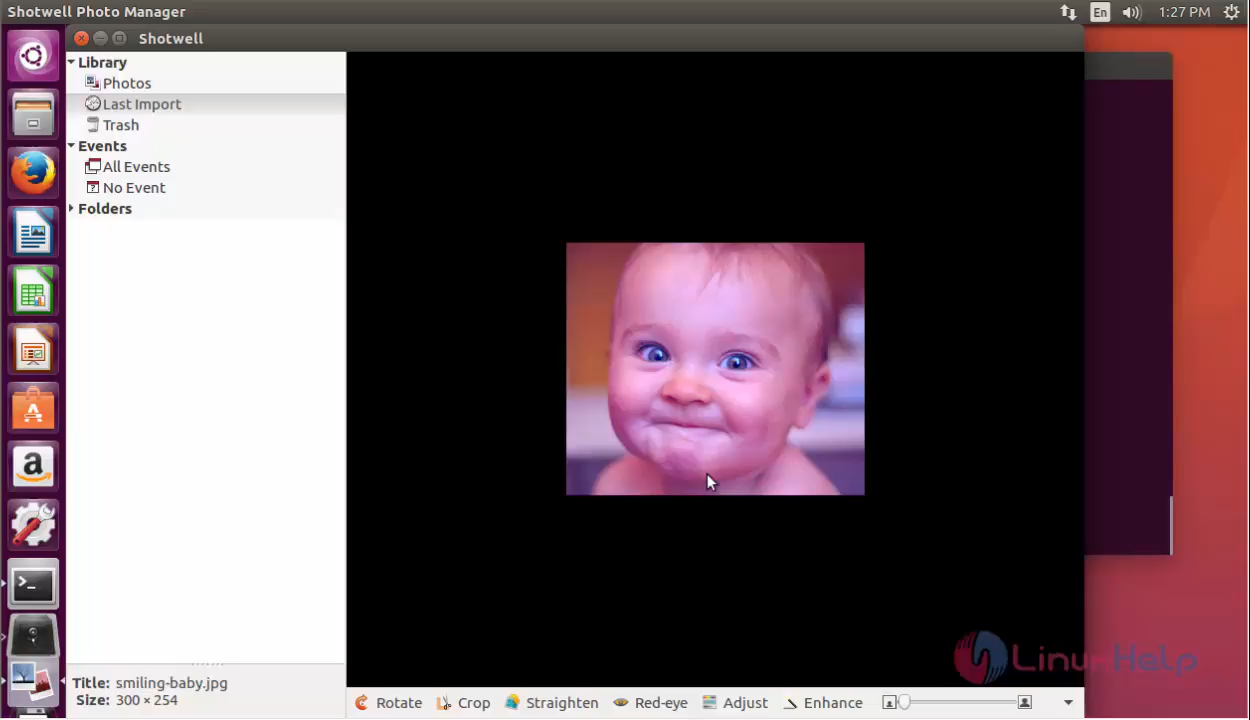 Shotwell Photo Manager
En
1:27 PM
Shotwell
Library
Photos
Last Import
Trash
Events
All Events
No Event
Folders
Title: smiling-baby.jpg
Size: 300 × 254
Rotate
Crop
Straighten
Red-eye
Adjust
Enhance
LinuxHelp